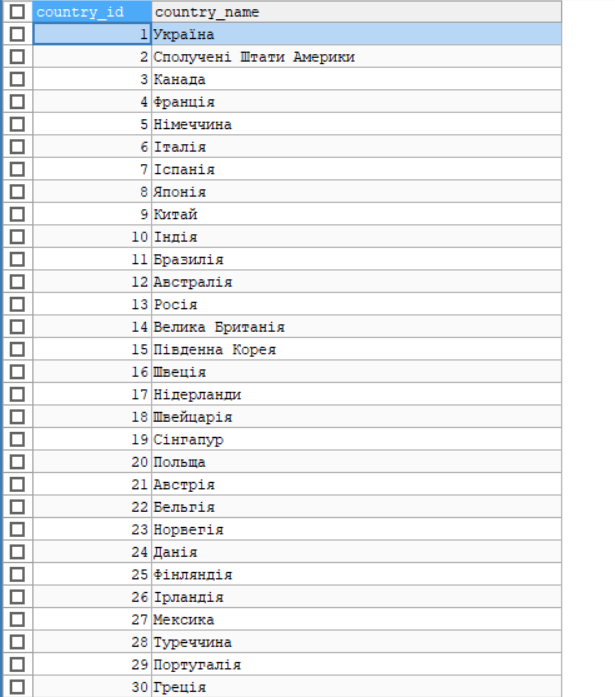 country_id country_name
1 Україна
2 Сполучені Штати Америки
3 Канада
4 Франція
5 Німеччина
6 Італія
7 Іспанія
8 Японія
9 Китай
10 Індія
11 Бразилія
12 Австралія
13 Росія
14 Велика Британія
15 Південна Корея
16 Швеція
17 Нідерланди
18 Швейцарія
19 Сінгапур
20 Польща
21 Австрія
22 Бельгія
23 Норвегія
24 Данія
25 Фінляндія
26 Ірландія
27 Мексика
28 Туреччина
29 Португалія
30 Греція